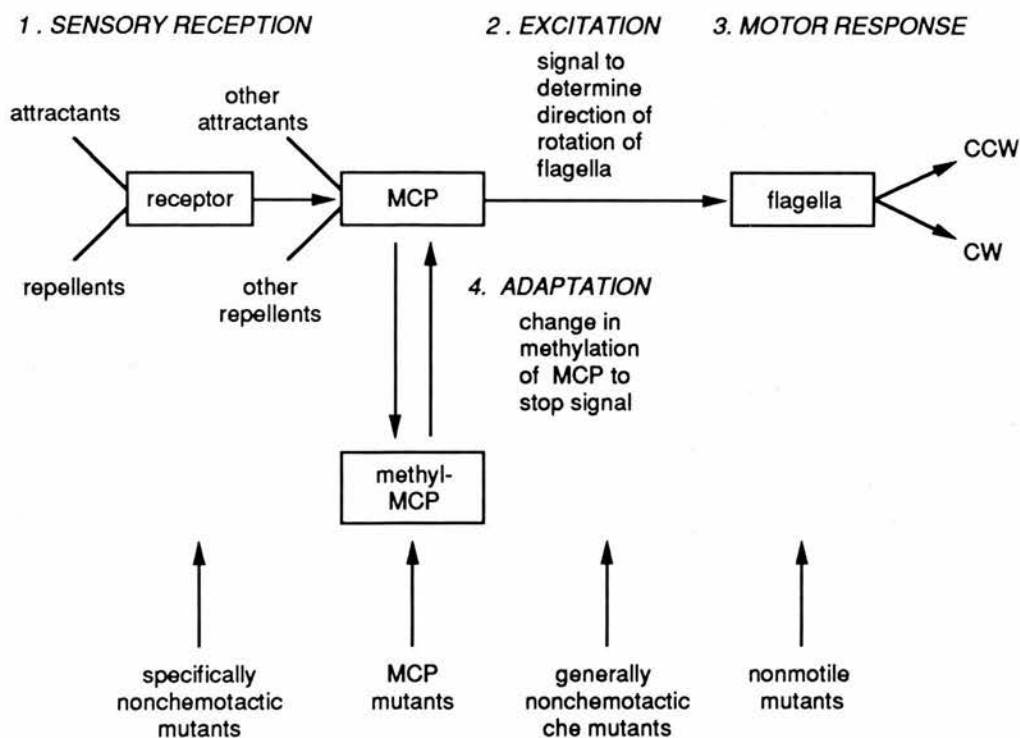 1 . SENSORY RECEPTION
2 . EXCITATION
3. MOTOR RESPONSE
signal to
determine
direction of
rotation of
flagella
attractants
other
attractants
receptor
MCP
flagella
CCW
CW
repellents
other
repellents
4. ADAPTATION
change in
methylation
of MCP to
stop signal
methyl-
MCP
specifically
nonchemotactic
mutants
MCP
mutants
generally
nonchemotactic
che mutants
nonmotile
mutants